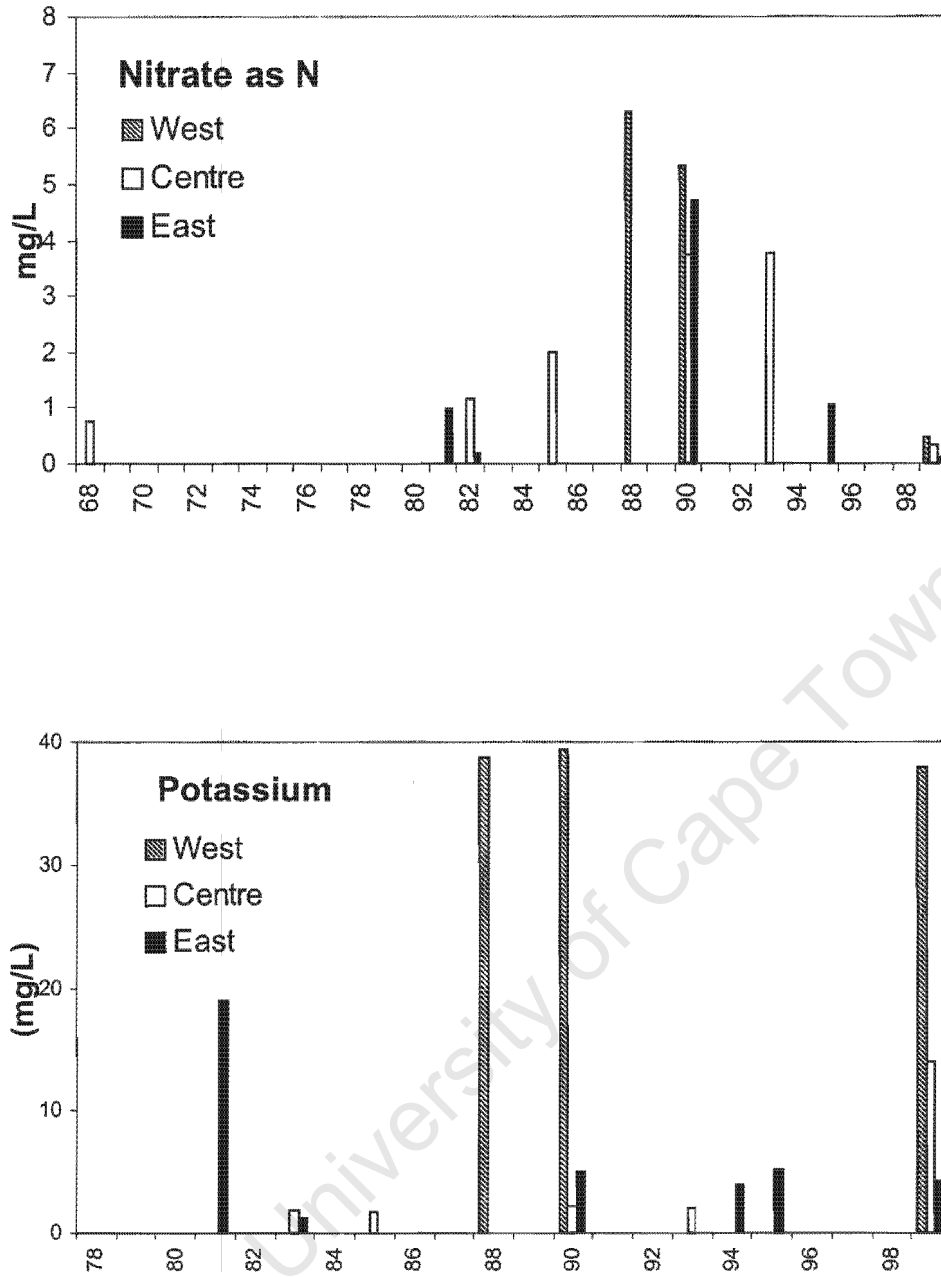 8
7
6
5
4
3
2
1
0
mg/L
Nitrate as N
West
Centre
East
68 70 72 74 76 78 80 82 84 86 88 90 92 94 96 98
40
30
20
10
0
(mg/L)
Potassium
West
Centre
East
78 80 82 84 86 88 90 92 94 96 98
University of Cape Town